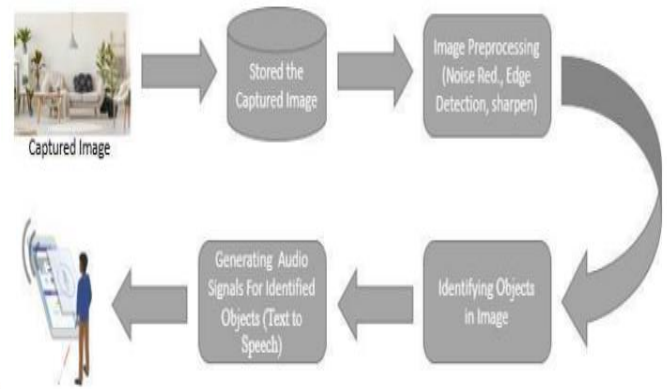 Captured Image
Stored the
Captured Image
Image Preprocessing
(Noise Red., Edge
Detection, sharpen)
Identifying Objects
in Image
Generating Audio
Signals For Identified
Objects (Text to
Speech)